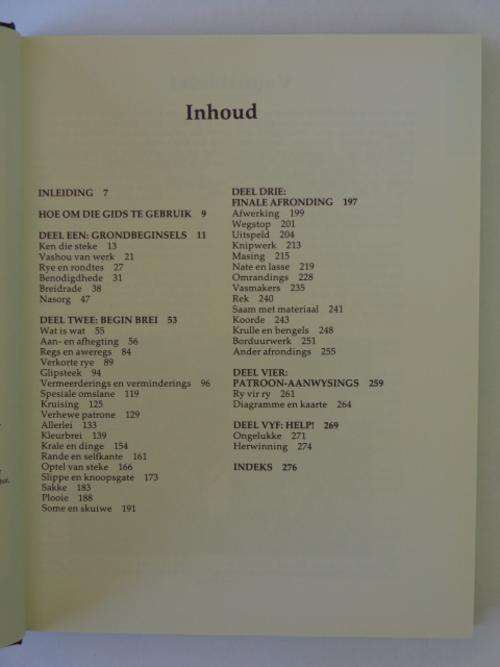 Inhoud
INLEIDING 7
HOE OM DIE GIDS TE GEBRUIK 9
DEEL EEN: GRONDBEGINSELS 11
Ken die steke 13
Vashou van werk 21
Rye en rondtes 27
Benodigdhede 31
Breidrade 38
Nasorg 47
DEEL TWEE: BEGIN BREI 53
Wat is wat 55
Aan- en afhegting 56
Regs en aweregs 84
Verkorte rye 89
Glipsteek 94
Vermeerderings en verminderings 96
Spesiale omslane 119
Kruising 125
Verhewe patrone 129
Allerlei 133
Kleurbrei 139
Krale en dinge 154
Rande en selfkante 161
Optel van steke 166
Slippe en knoopsgate 173
Sakke 183
Plooie 188
Some en skuiwe 191
DEEL DRIE:
FINALE AFRONDING 197
Afwerking 199
Wegstop 201
Uitspeld 204
Knipwerk 213
Masing 215
Nate en lasse 219
Omrandings 228
Vasmakers 235
Rek 240
Saam met materiaal 241
Koorde 243
Krulle en bengels 248
Borduurwerk 251
Ander afrondings 255
DEEL VIER:
PATROON-AANWYSINGS 259
Ry vir ry 261
Diagramme en kaarte 264
DEEL VYF: HELP! 269
Ongelukke 271
Herwinning 274
INDEKS 276